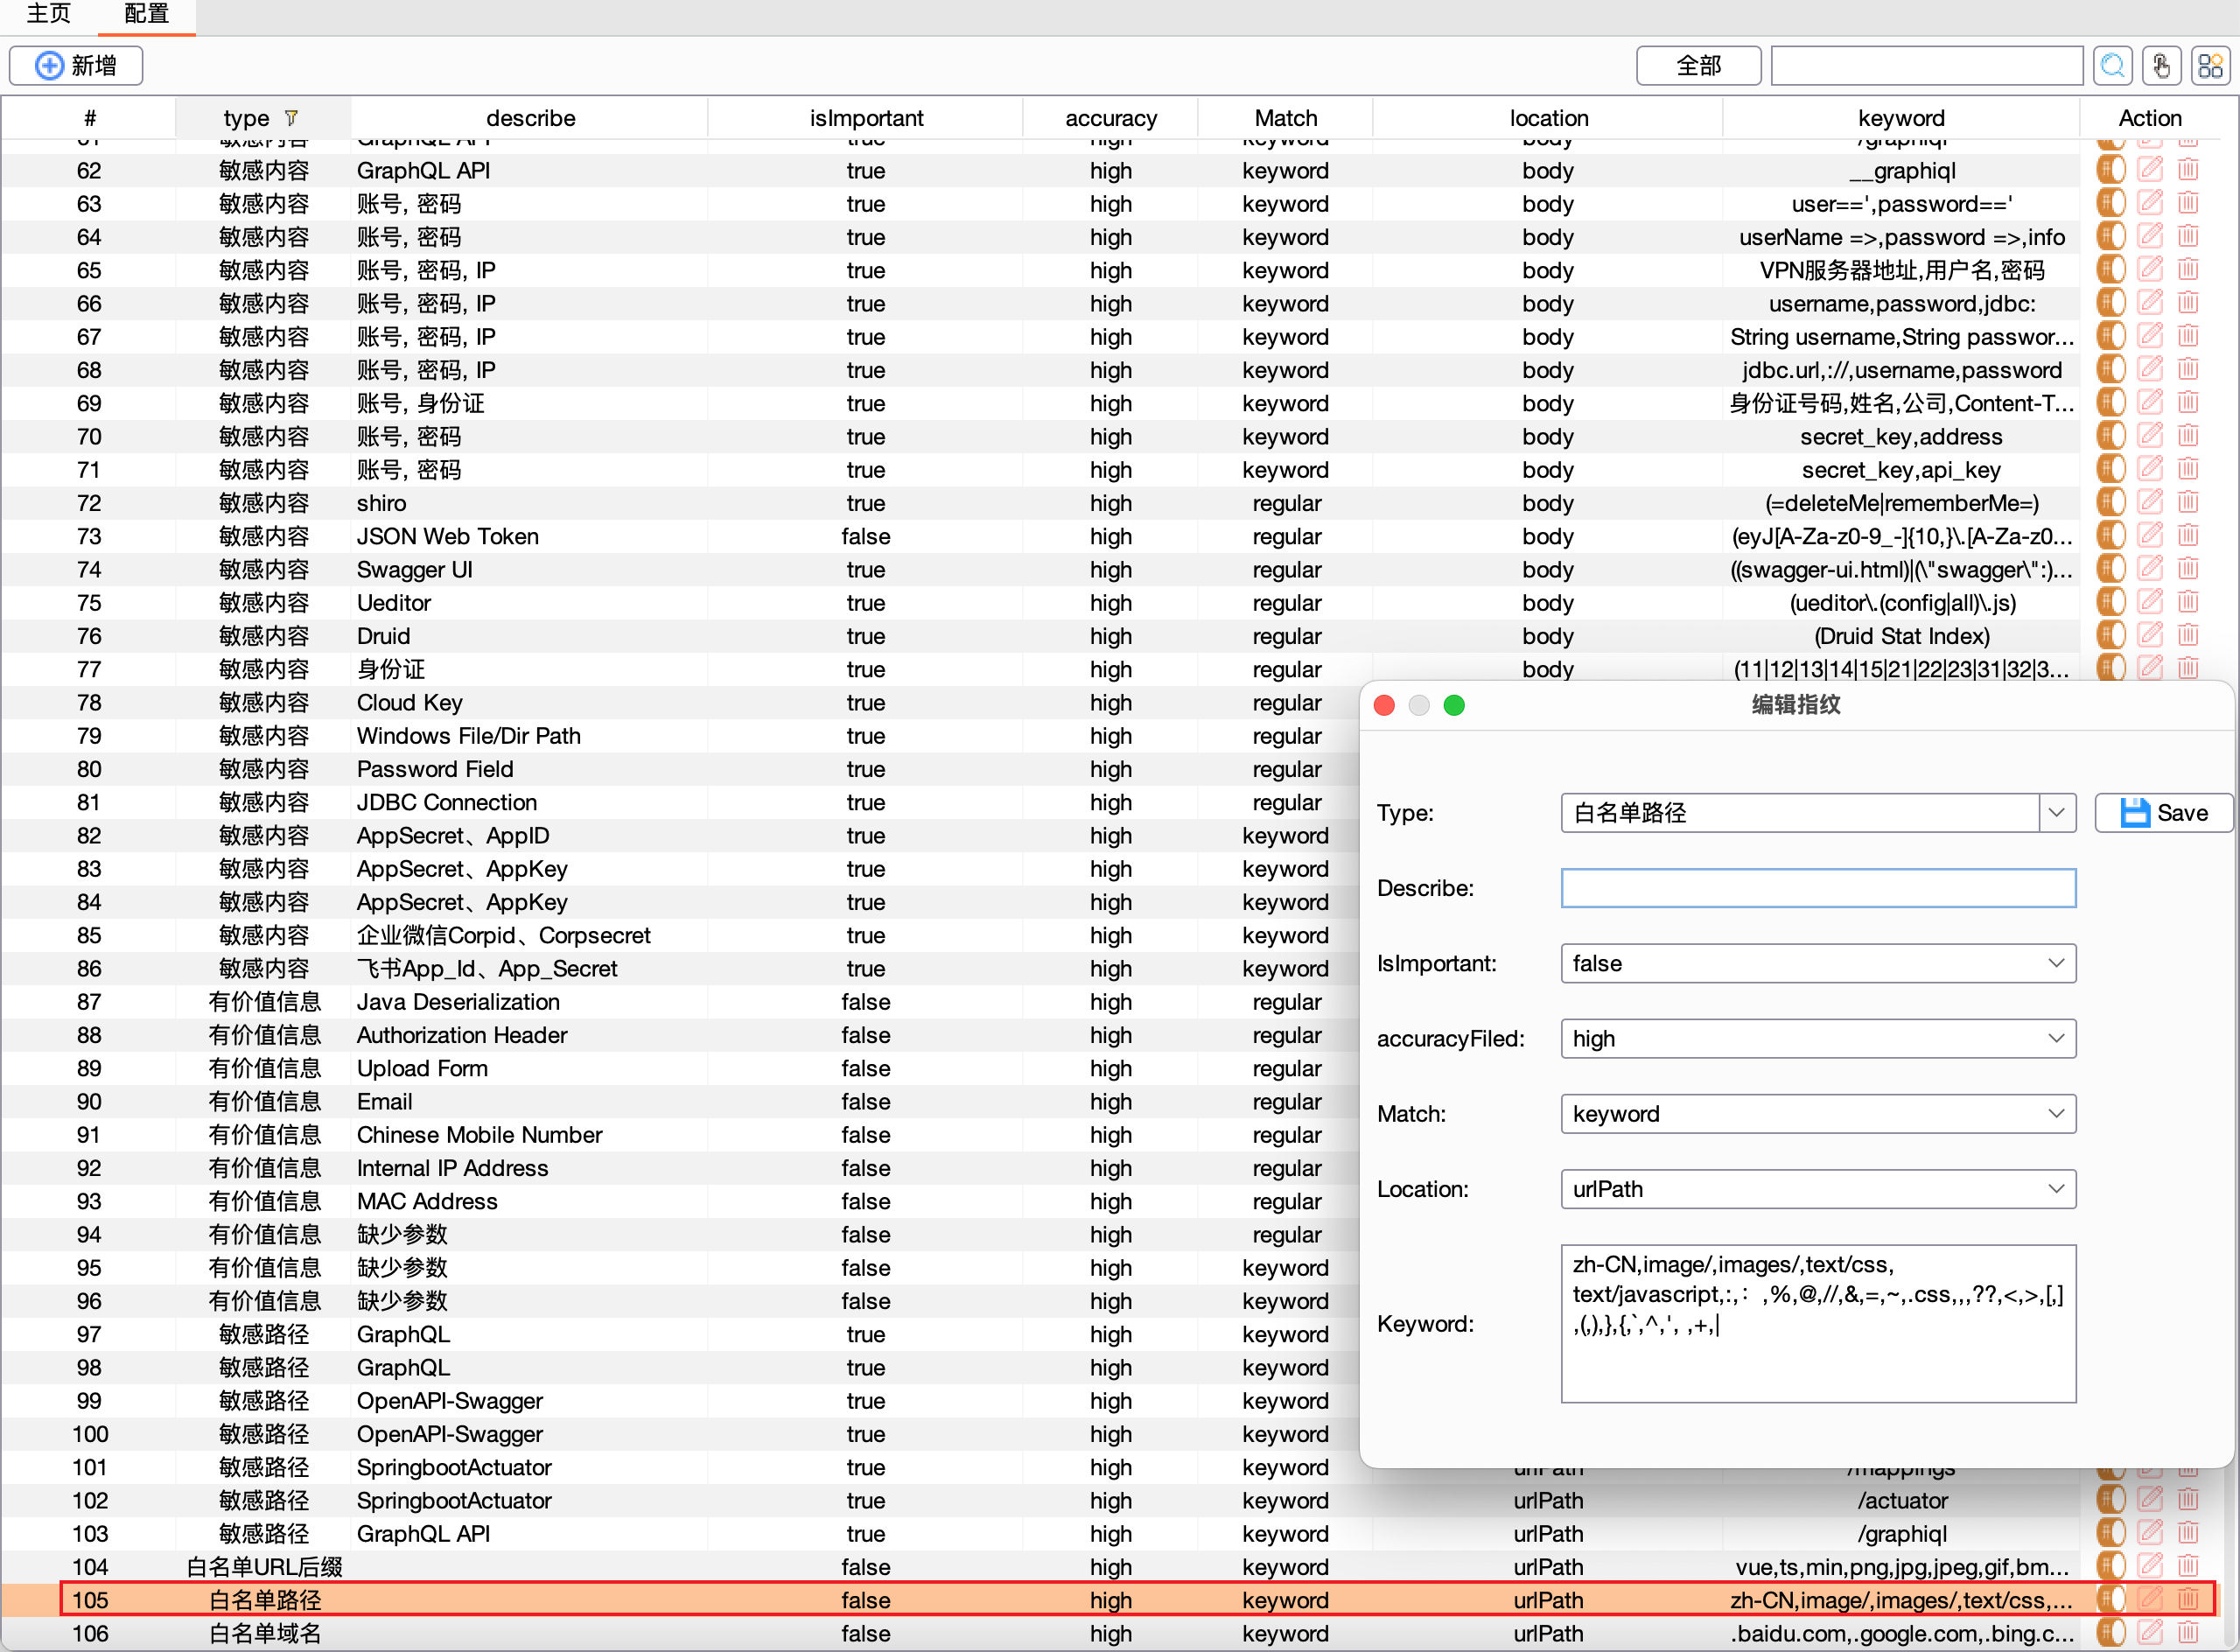 主页 配置
新增 全部
# type describe isImportant accuracy Match location keyword Action
62 敏感内容 GraphQL API true high keyword body __graphiql
63 敏感内容 账号, 密码 true high keyword body user==',password=='
64 敏感内容 账号, 密码 true high keyword body userName =>,password =>,info
65 敏感内容 账号, 密码, IP true high keyword body VPN服务器地址,用户名,密码
66 敏感内容 账号, 密码, IP true high keyword body username,password,jdbc:
67 敏感内容 账号, 密码, IP true high keyword body String username,String passwor...
68 敏感内容 账号, 密码, IP true high keyword body jdbc.url,://,username,password
69 敏感内容 账号, 身份证 true high keyword body 身份证号码,姓名,公司,Content-T...
70 敏感内容 账号, 密码 true high keyword body secret_key,address
71 敏感内容 账号, 密码 true high keyword body secret_key,api_key
72 敏感内容 shiro true high regular body (=deleteMe|rememberMe=)
73 敏感内容 JSON Web Token false high regular body (eyJ[A-Za-z0-9_-]{10,}\.[A-Za-z0...
74 敏感内容 Swagger UI true high regular body ((swagger-ui.html)|(\"swagger\":)...
75 敏感内容 Ueditor true high regular body (ueditor\.(config|all)\.js)
76 敏感内容 Druid true high regular body (Druid Stat Index)
77 敏感内容 身份证 true high regular body (11|12|13|14|15|21|22|23|31|32|3...
78 敏感内容 Cloud Key true high regular
79 敏感内容 Windows File/Dir Path true high regular
80 敏感内容 Password Field true high regular
81 敏感内容 JDBC Connection true high regular
82 敏感内容 AppSecret、AppID true high keyword
83 敏感内容 AppSecret、AppKey true high keyword
84 敏感内容 AppSecret、AppKey true high keyword
85 敏感内容 企业微信Corpid、Corpsecret true high keyword
86 敏感内容 飞书App_Id、App_Secret true high keyword
87 有价值信息 Java Deserialization false high regular
88 有价值信息 Authorization Header false high regular
89 有价值信息 Upload Form false high regular
90 有价值信息 Email false high regular
91 有价值信息 Chinese Mobile Number false high regular
92 有价值信息 Internal IP Address false high regular
93 有价值信息 MAC Address false high regular
94 有价值信息 缺少参数 false high regular
95 有价值信息 缺少参数 false high keyword
96 有价值信息 缺少参数 false high keyword
97 敏感路径 GraphQL true high keyword
98 敏感路径 GraphQL true high keyword
99 敏感路径 OpenAPI-Swagger true high keyword
100 敏感路径 OpenAPI-Swagger true high keyword
101 敏感路径 SpringbootActuator true high keyword urlPath /mappings
102 敏感路径 SpringbootActuator true high keyword urlPath /actuator
103 敏感路径 GraphQL API true high keyword urlPath /graphiql
104 白名单URL后缀 false high keyword urlPath vue,ts,min,png,jpg,jpeg,gif,bm...
105 白名单路径 false high keyword urlPath zh-CN,image/,images/,text/css,...
106 白名单域名 false high keyword urlPath .baidu.com,.google.com,.bing.c...
编辑指纹
Type: 白名单路径 Save
Describe:
IsImportant: false
accuracyFiled: high
Match: keyword
Location: urlPath
Keyword:
zh-CN,image/,images/,text/css,
text/javascript,:,：,%,@,//,&,=,~,.css,,,??,<,>,[,]
,(,),},{,`,^,', ,+,|